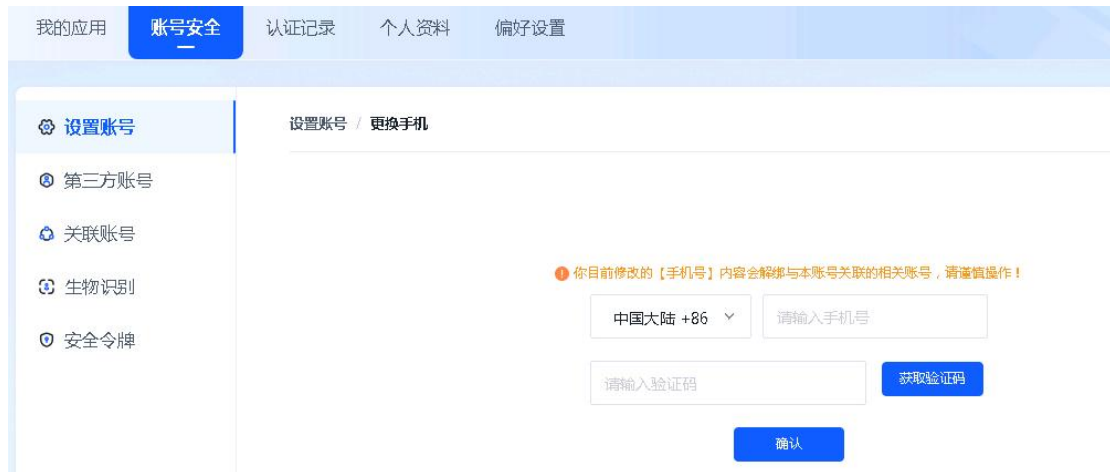 我的应用 账号安全 认证记录 个人资料 偏好设置
设置账号
第三方账号
关联账号
生物识别
安全令牌
设置账号 / 更换手机
你目前修改的【手机号】内容会解绑与本账号关联的相关账号，请谨慎操作！
中国大陆 +86 请输入手机号
请输入验证码 获取验证码
确认